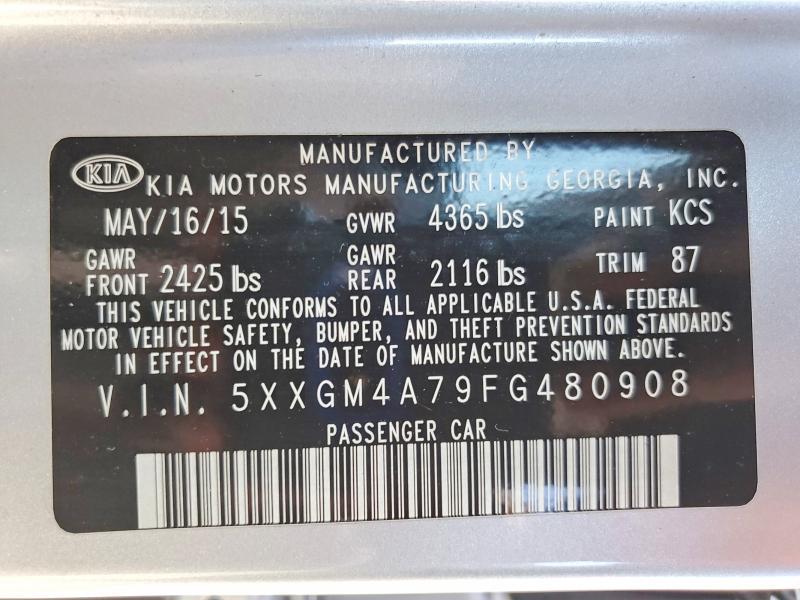 MANUFACTURED BY
KIA KIA MOTORS MANUFACTURING GEORGIA, INC.
MAY/16/15 GVWR 4365 lbs PAINT KCS
GAWR FRONT 2425 lbs GAWR REAR 2116 lbs TRIM 87
THIS VEHICLE CONFORMS TO ALL APPLICABLE U.S.A. FEDERAL
MOTOR VEHICLE SAFETY, BUMPER, AND THEFT PREVENTION STANDARDS
IN EFFECT ON THE DATE OF MANUFACTURE SHOWN ABOVE.
V.I.N. 5XXGM4A79FG480908
PASSENGER CAR